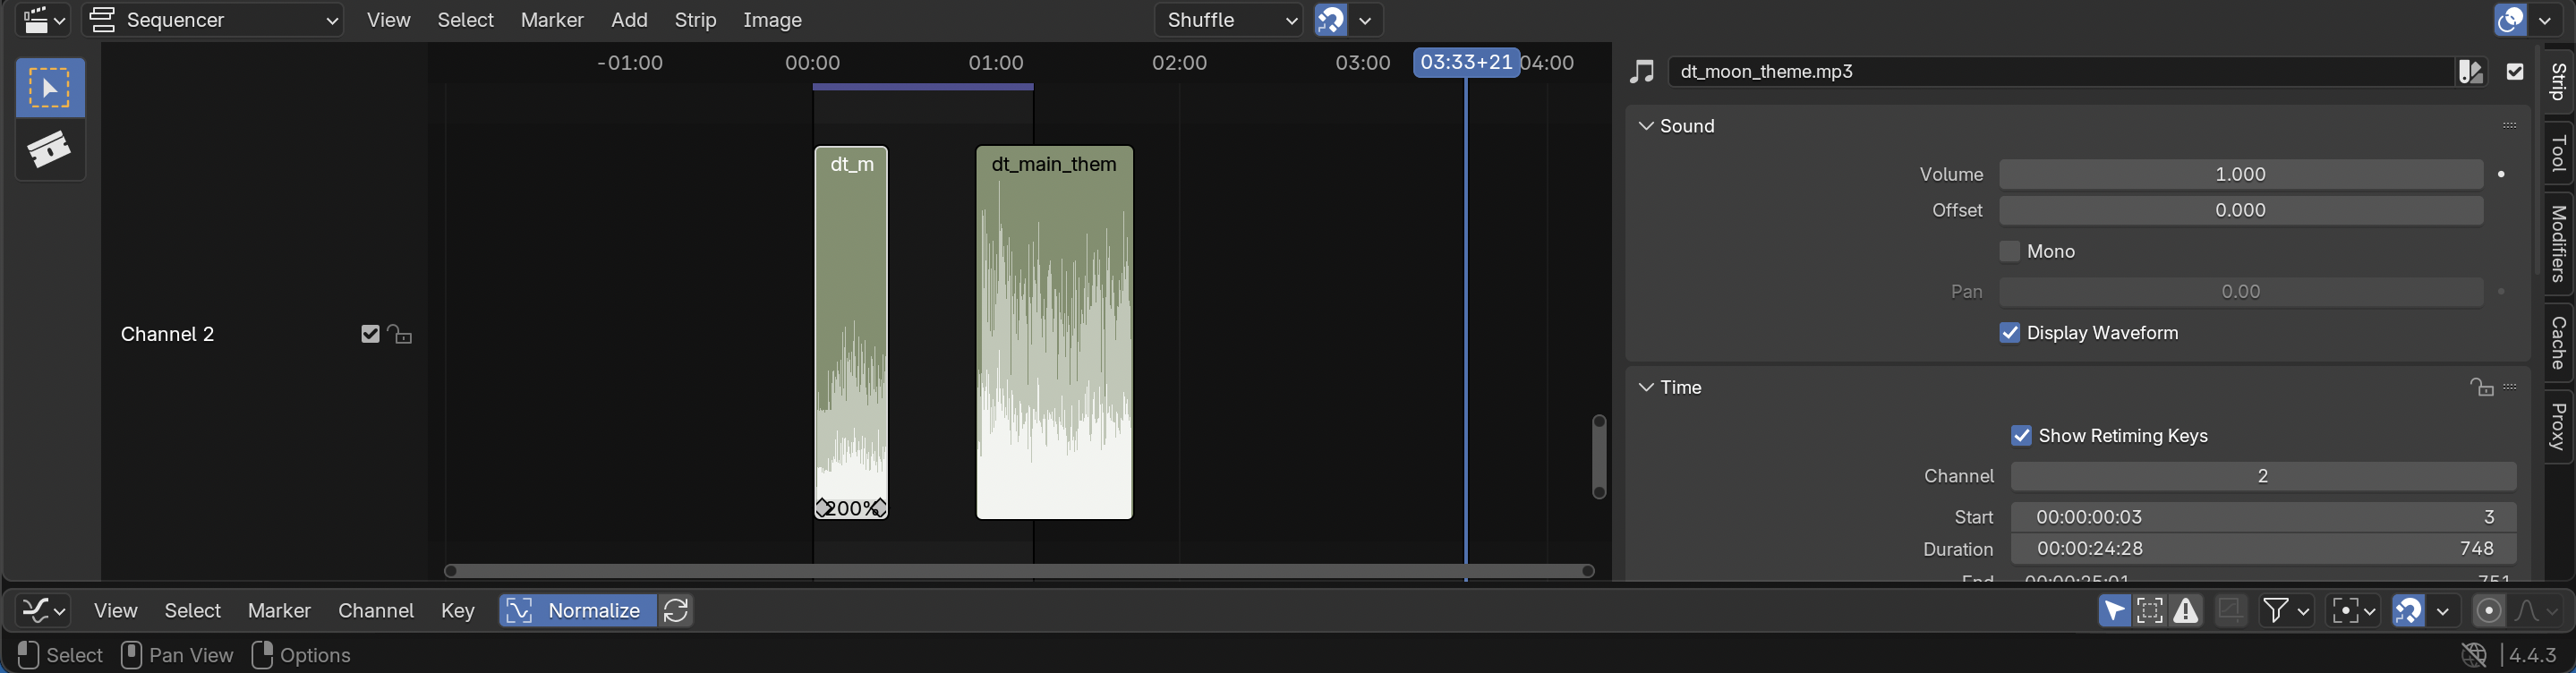 Sequencer View Select Marker Add Strip Image Shuffle
-01:00 00:00 01:00 02:00 03:00 03:33+21 04:00
dt_moon_theme.mp3
Strip
Tool
Modifiers
Cache
Proxy
Sound
dt_m dt_main_them
Volume 1.000
Offset 0.000
Mono
Pan 0.00
Channel 2
Display Waveform
Time
Show Retiming Keys
Channel 2
200%
Start 00:00:00:03 3
Duration 00:00:24:28 748
End 00:00:25:01 751
View Select Marker Channel Key Normalize
Select Pan View Options 4.4.3